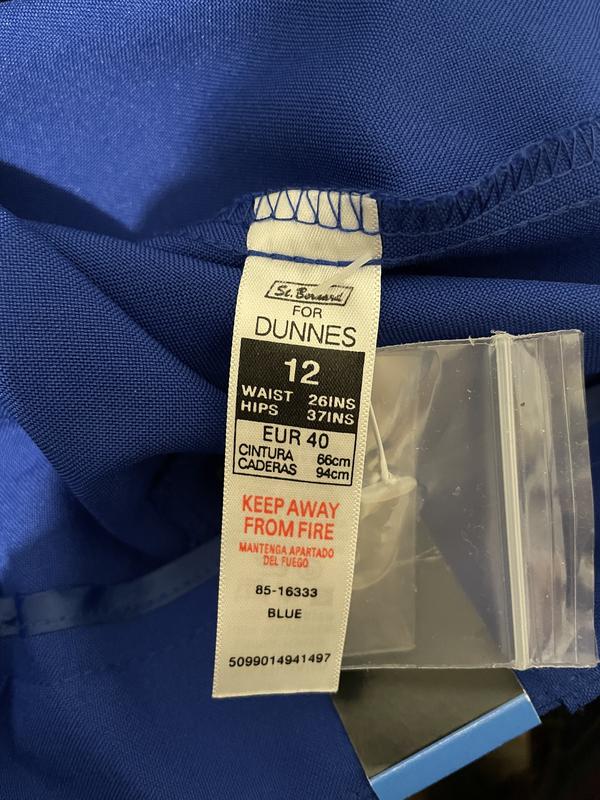 St. Bernard
FOR
DUNNES
12
WAIST 26INS
HIPS 37INS
EUR 40
CINTURA 66cm
CADERAS 94cm
KEEP AWAY
FROM FIRE
MANTENGA APARTADO
DEL FUEGO
85-16333
BLUE
5099014941497